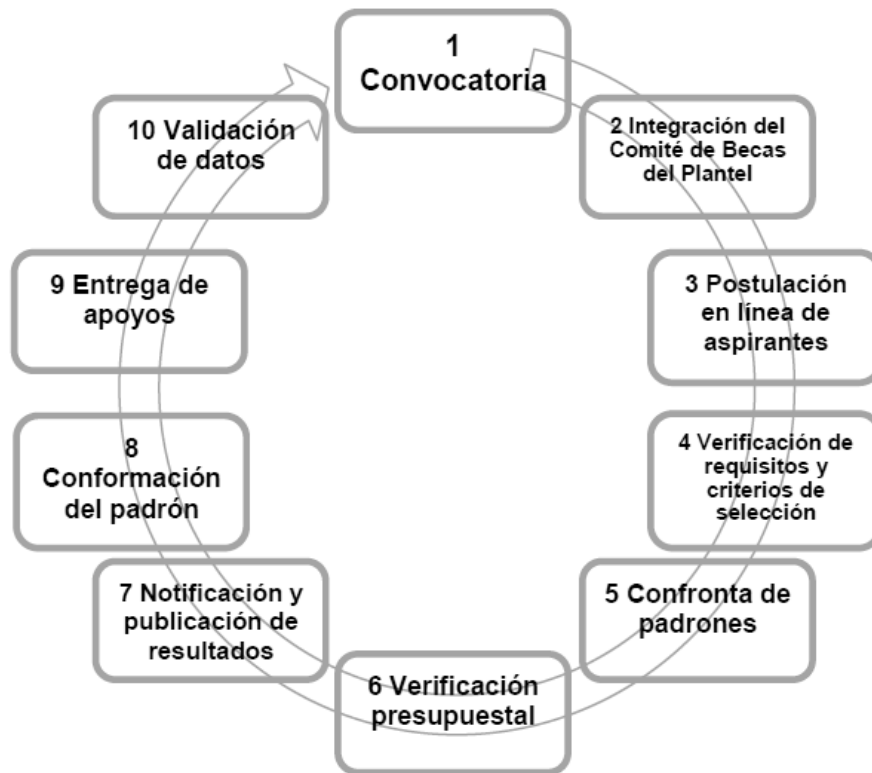 1
Convocatoria
2 Integración del
Comité de Becas
del Plantel
3 Postulación
en línea de
aspirantes
4 Verificación de
requisitos y
criterios de
selección
5 Confronta de
padrones
6 Verificación
presupuestal
7 Notificación y
publicación de
resultados
8
Conformación
del padrón
9 Entrega de
apoyos
10 Validación
de datos